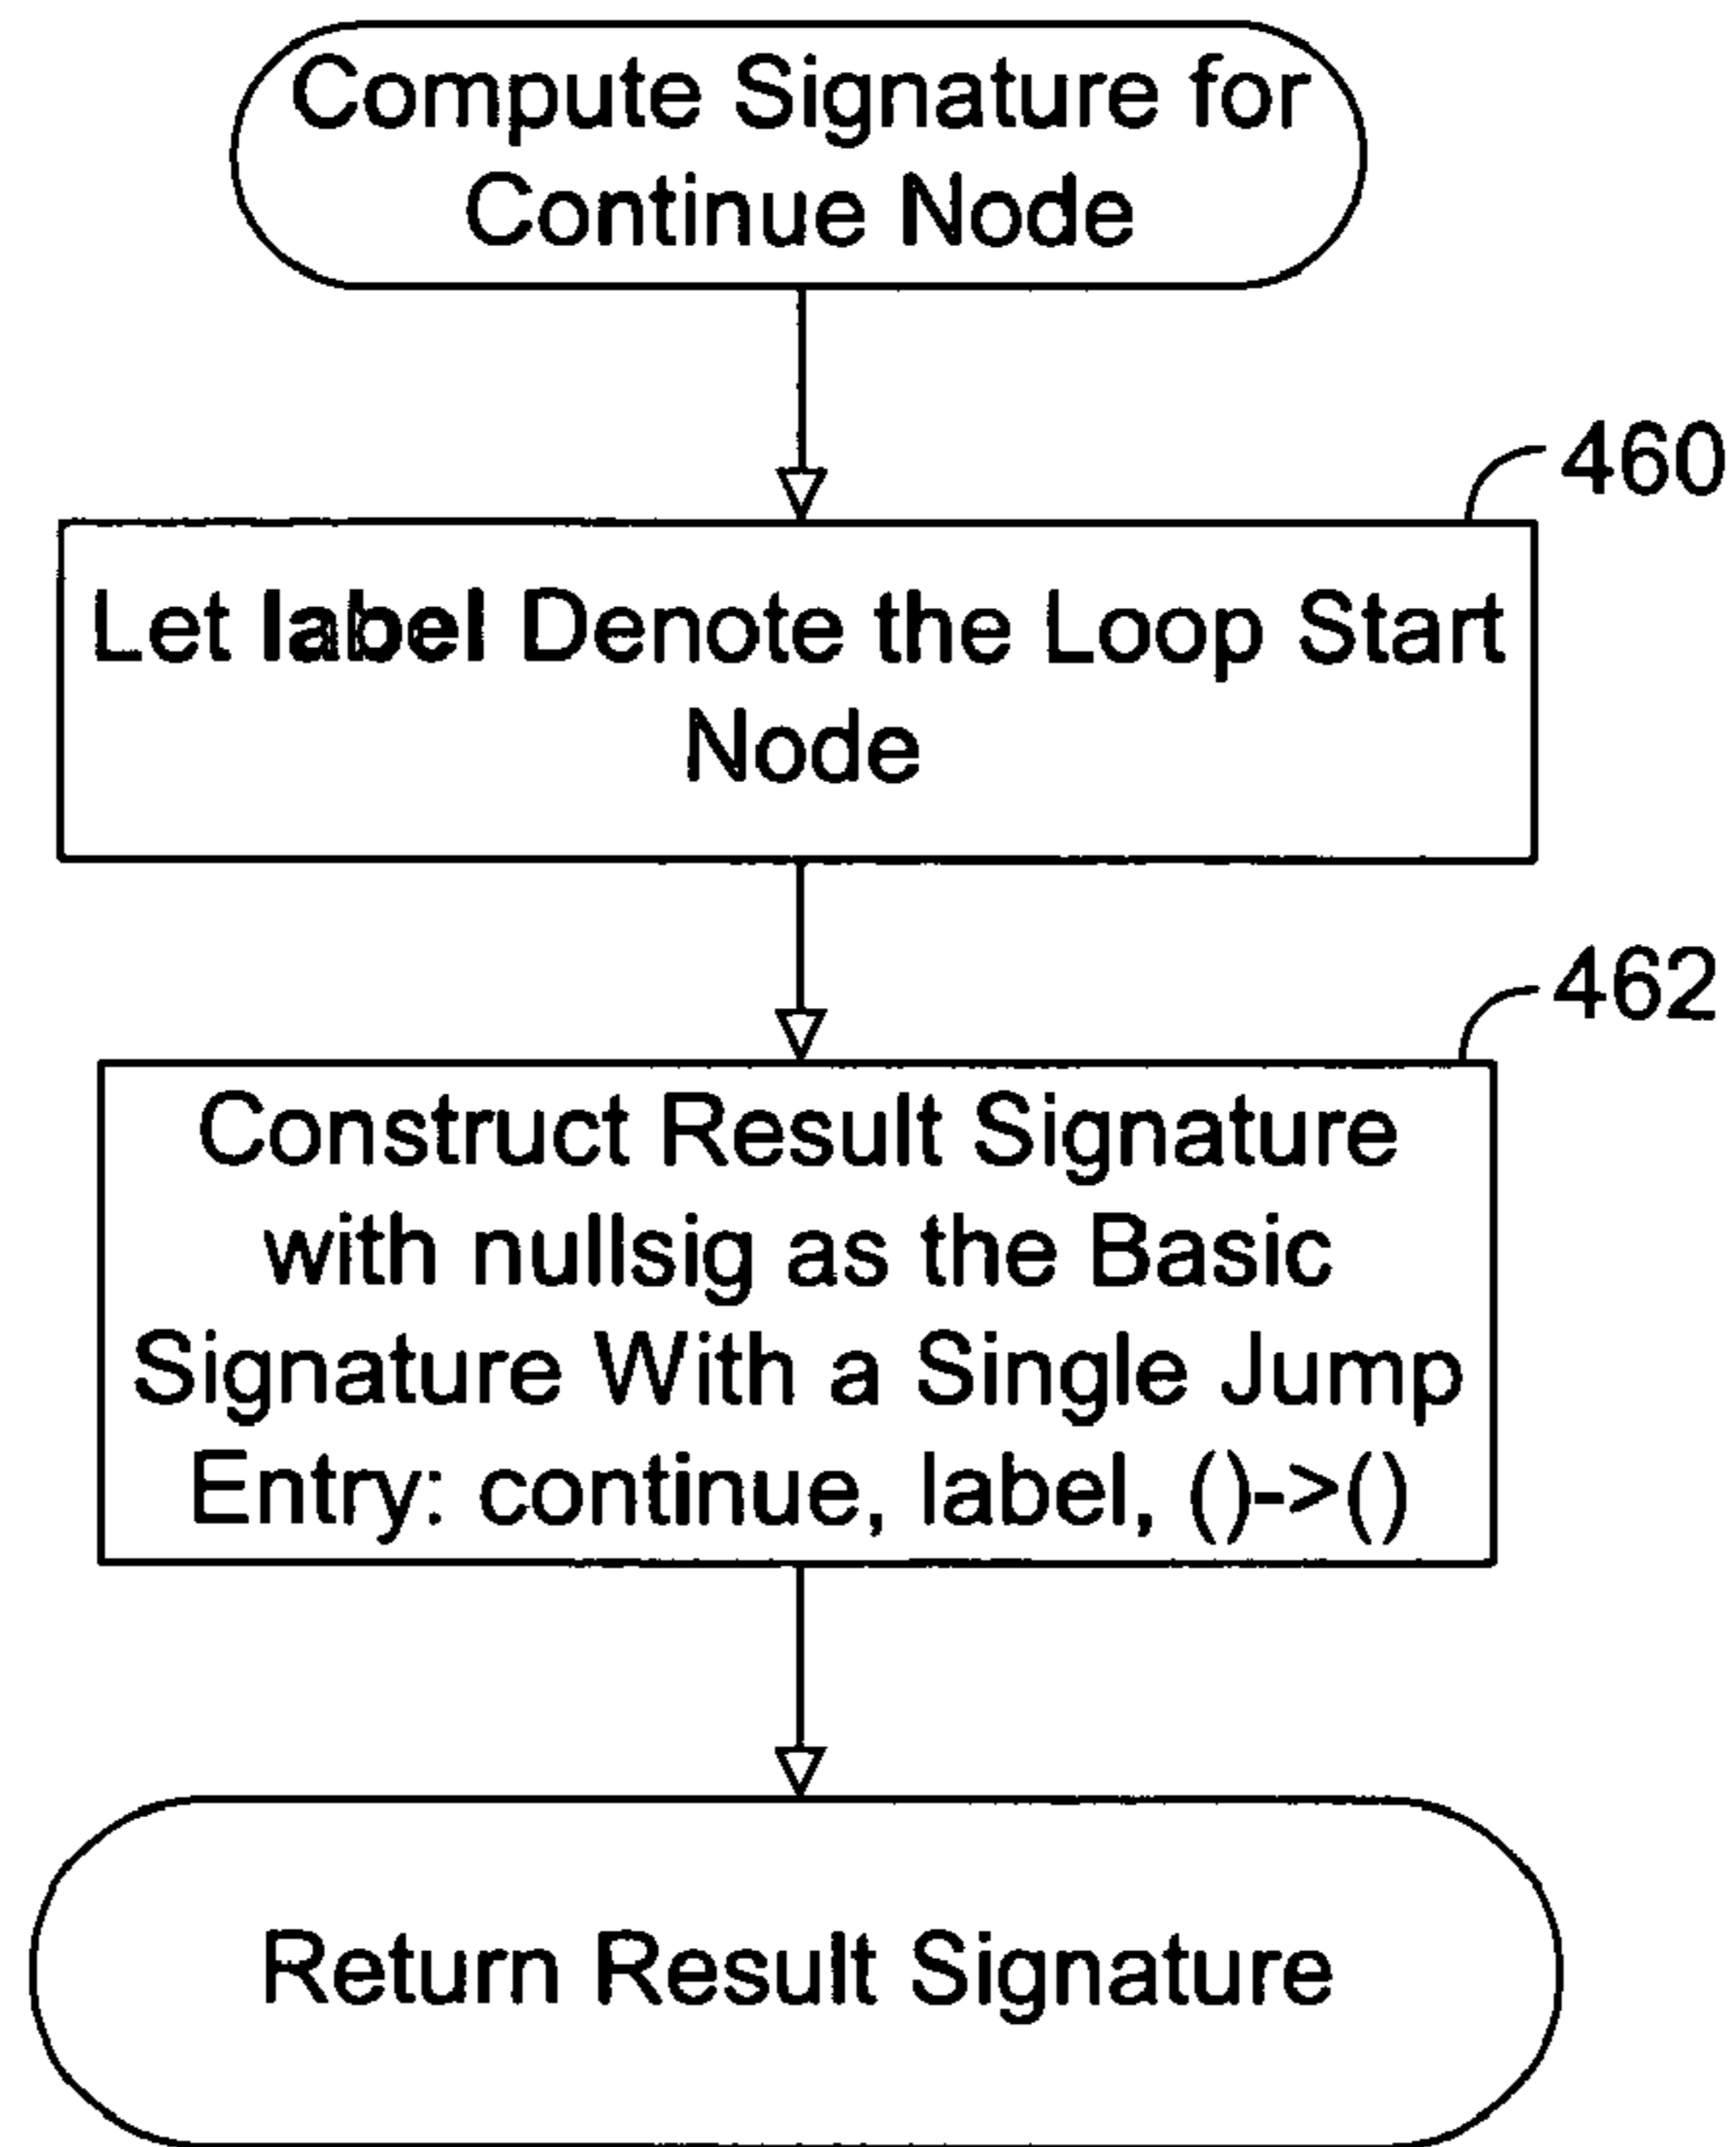 Compute Signature for
Continue Node
460
Let label Denote the Loop Start
Node
462
Construct Result Signature
with nullsig as the Basic
Signature With a Single Jump
Entry: continue, label, ()->()
Return Result Signature